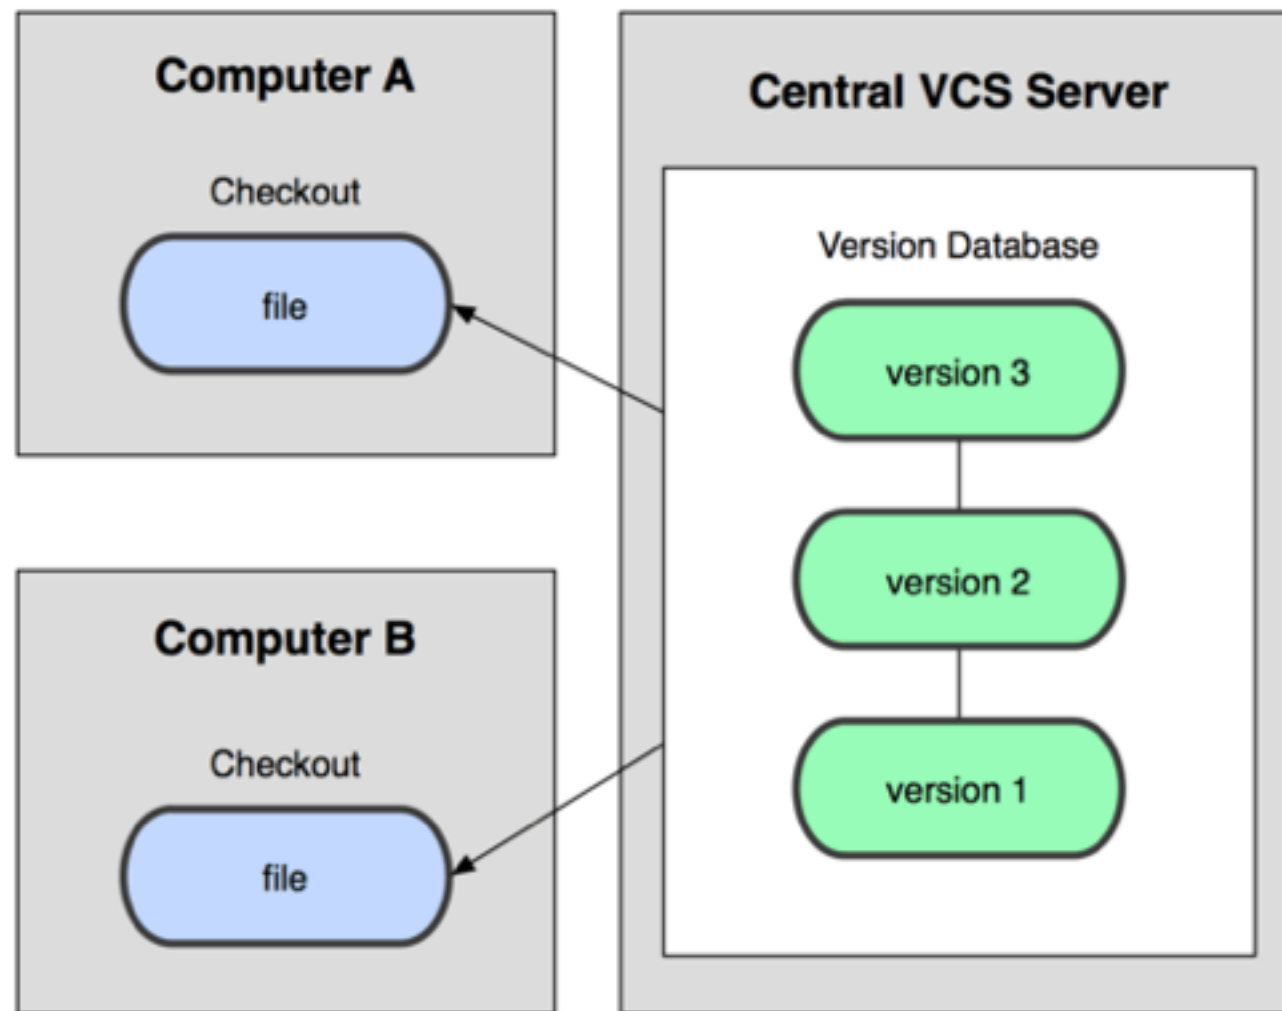 Computer A
Checkout
file
Computer B
Checkout
file
Central VCS Server
Version Database
version 3
version 2
version 1